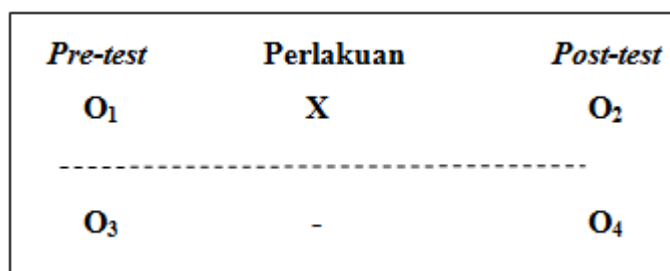 Pre-test Perlakuan Post-test
O₁ X O₂
O₃ - O₄